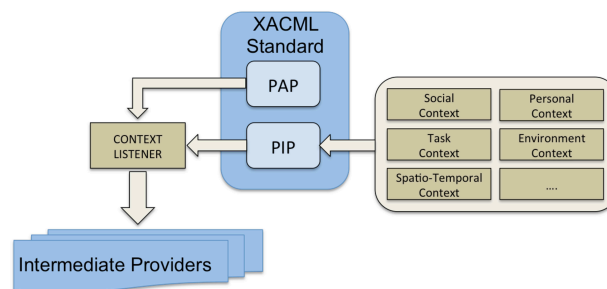 XACML
Standard
PAP
PIP
CONTEXT
LISTENER
Intermediate Providers
Social
Context
Personal
Context
Task
Context
Environment
Context
Spatio-Temporal
Context
....